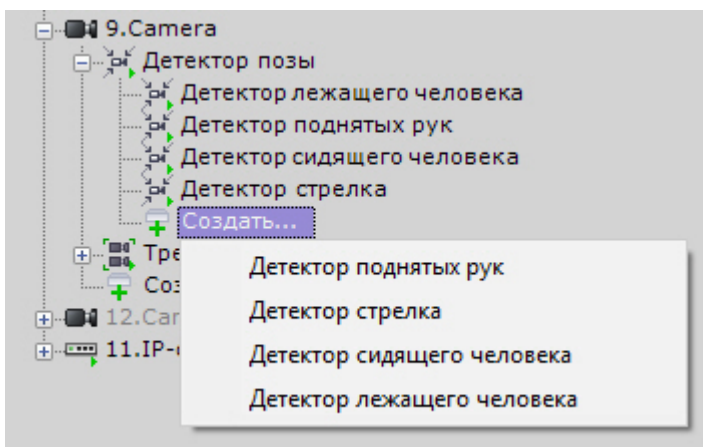 9.Camera
Детектор позы
Детектор лежащего человека
Детектор поднятых рук
Детектор сидящего человека
Детектор стрелка
Создать...
Детектор поднятых рук
Детектор стрелка
Детектор сидящего человека
Детектор лежащего человека